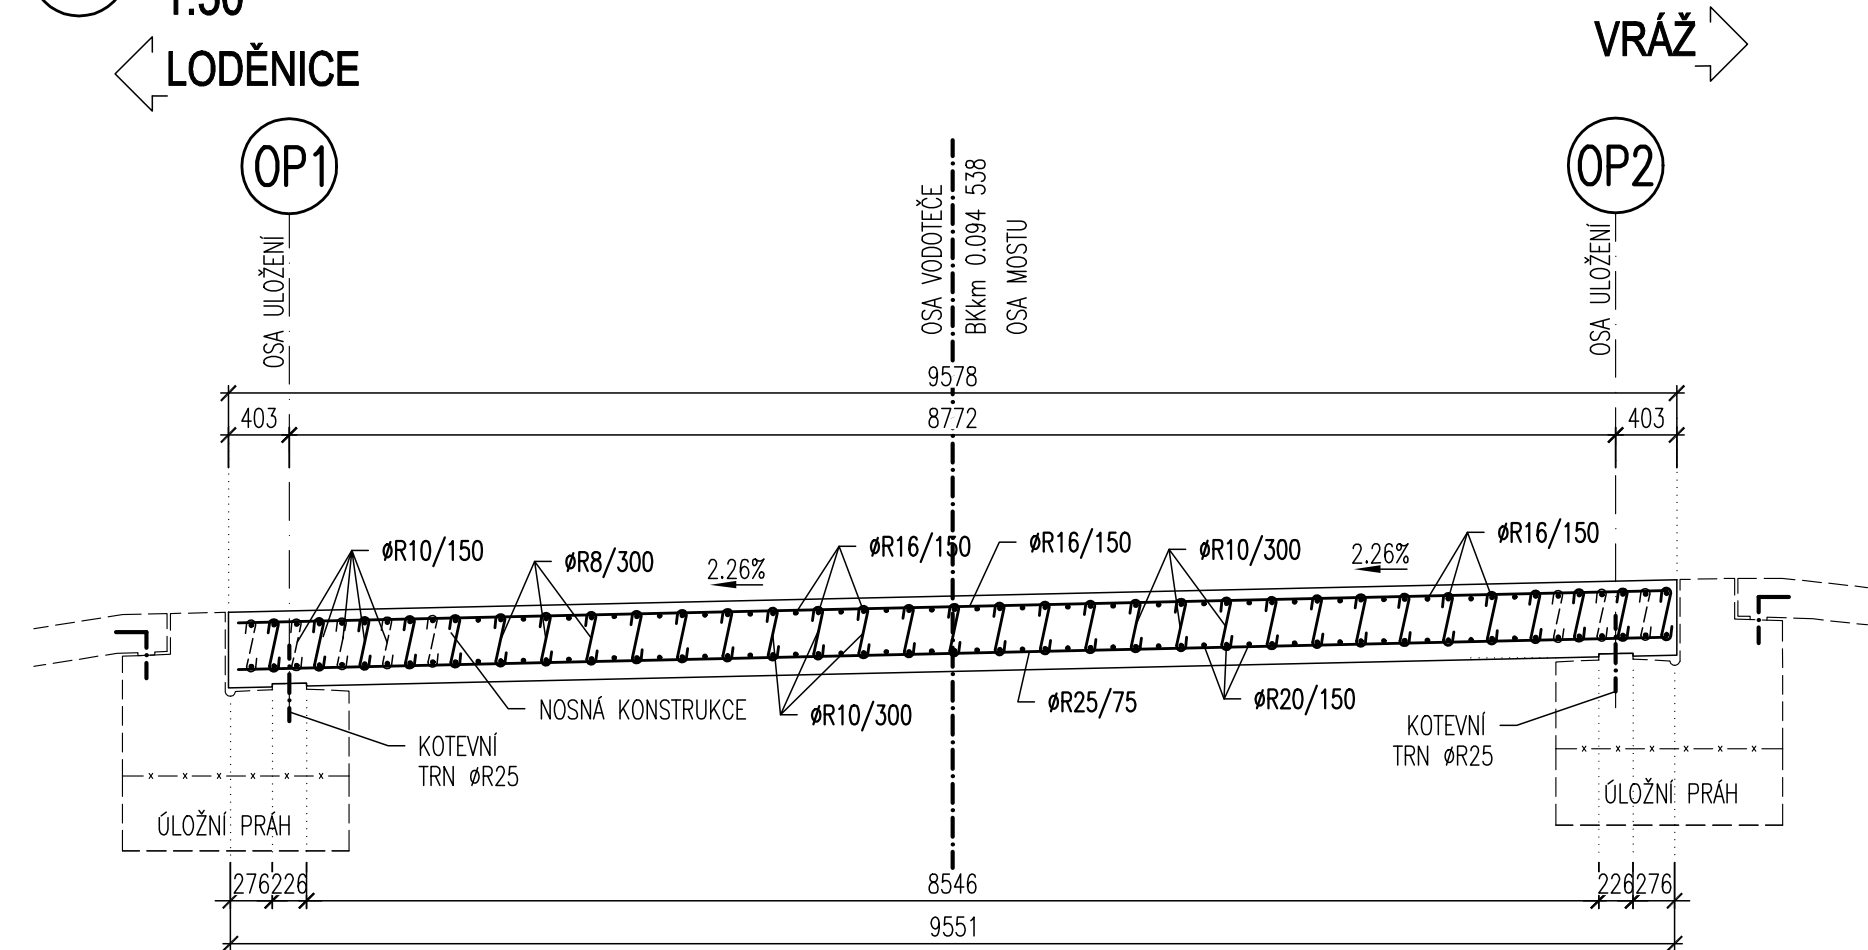 LODĚNICE
VRÁŽ
OP1
OP2
OSA ULOŽENÍ
OSA VODOTEČE
BKkm 0.094 538
OSA MOSTU
OSA ULOŽENÍ
9578
403
8772
403
øR10/150
øR8/300
2.26%
øR16/150
øR16/150
øR10/300
2.26%
øR16/150
NOSNÁ KONSTRUKCE
øR10/300
øR25/75
øR20/150
KOTEVNÍ
TRN øR25
KOTEVNÍ
TRN øR25
ÚLOŽNÍ PRÁH
ÚLOŽNÍ PRÁH
276
226
8546
226
276
9551